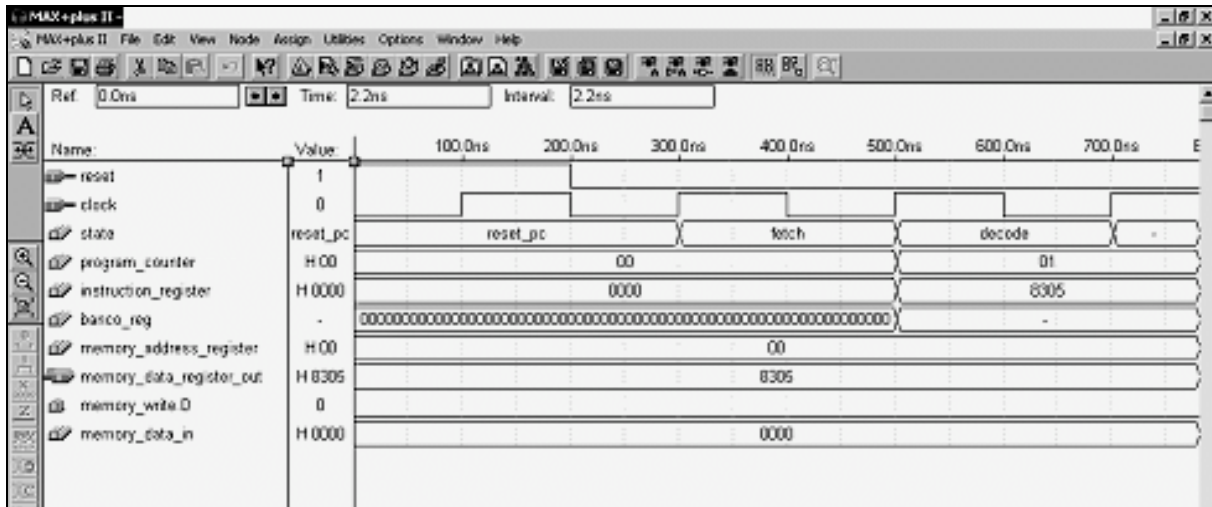 MAX+plus II -
MAX+plus II File Edit View Node Assign Utilities Options Window Help
Ref: 0.0ns Time: 2.2ns Interval: 2.2ns
Name: Value: 100.0ns 200.0ns 300.0ns 400.0ns 500.0ns 600.0ns 700.0ns
reset 1
clock 0
state reset_pc reset_pc fetch decode -
program_counter H 00 00 01
instruction_register H 0000 0000 8305
banco_reg - -
memory_address_register H 00 00
memory_data_register_out H 8305 8305
memory_write.D 0
memory_data_in H 0000 0000